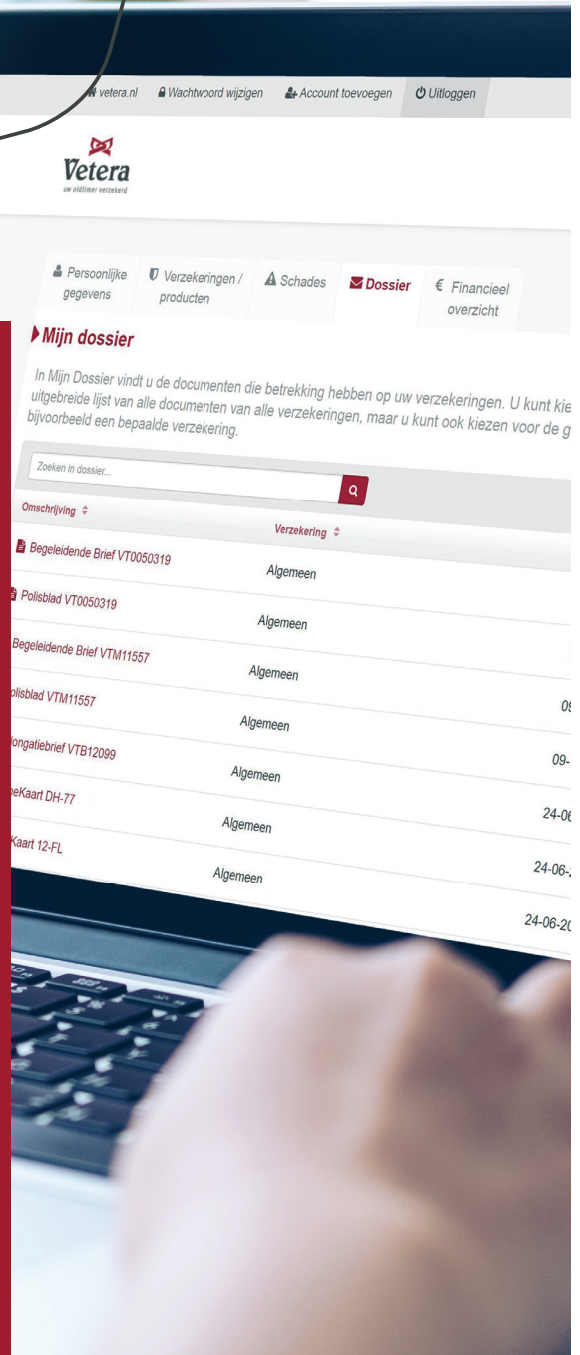 vetera.nl Wachtwoord wijzigen Account toevoegen Uitloggen
Vetera
uw oldtimer verzekerd
Persoonlijke gegevens
Verzekeringen / producten
Schades
Dossier
€ Financieel overzicht
Mijn dossier
In Mijn Dossier vindt u de documenten die betrekking hebben op uw verzekeringen. U kunt kie
uitgebreide lijst van alle documenten van alle verzekeringen, maar u kunt ook kiezen voor de g
bijvoorbeeld een bepaalde verzekering.
Zoeken in dossier...
Omschrijving Verzekering
Begeleidende Brief VT0050319 Algemeen
Polisblad VT0050319 Algemeen
Begeleidende Brief VTM11557 Algemeen 09
olisblad VTM11557 Algemeen 09-
longatiebrief VTB12099 Algemeen 24-06
neKaart DH-77 Algemeen 24-06-2
Kaart 12-FL Algemeen 24-06-20